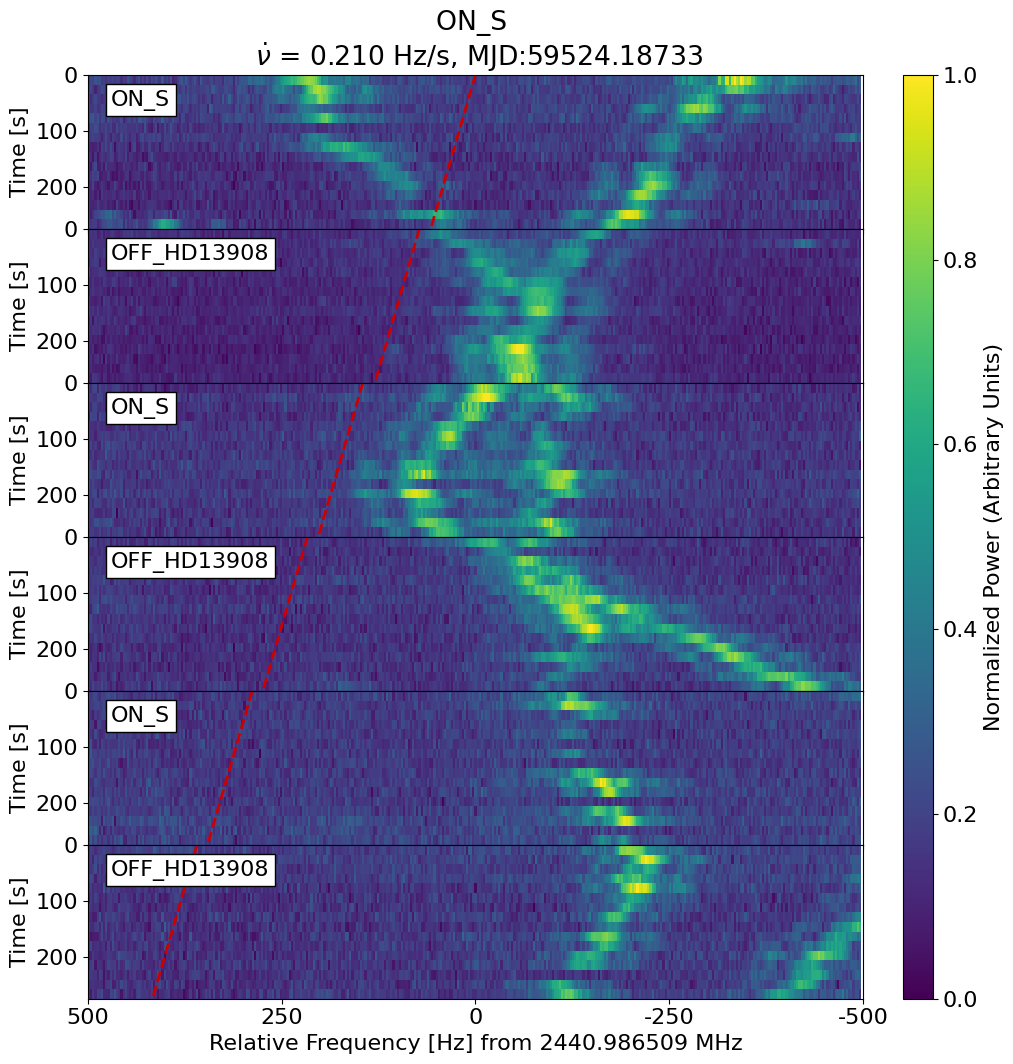 ON_S
ν̇ = 0.210 Hz/s, MJD:59524.18733
0
100
200
Time [s]
ON_S
0
100
200
Time [s]
OFF_HD13908
0
100
200
Time [s]
ON_S
0
100
200
Time [s]
OFF_HD13908
0
100
200
Time [s]
ON_S
0
100
200
Time [s]
OFF_HD13908
500 250 0 -250 -500
Relative Frequency [Hz] from 2440.986509 MHz
1.0
0.8
0.6
0.4
0.2
0.0
Normalized Power (Arbitrary Units)